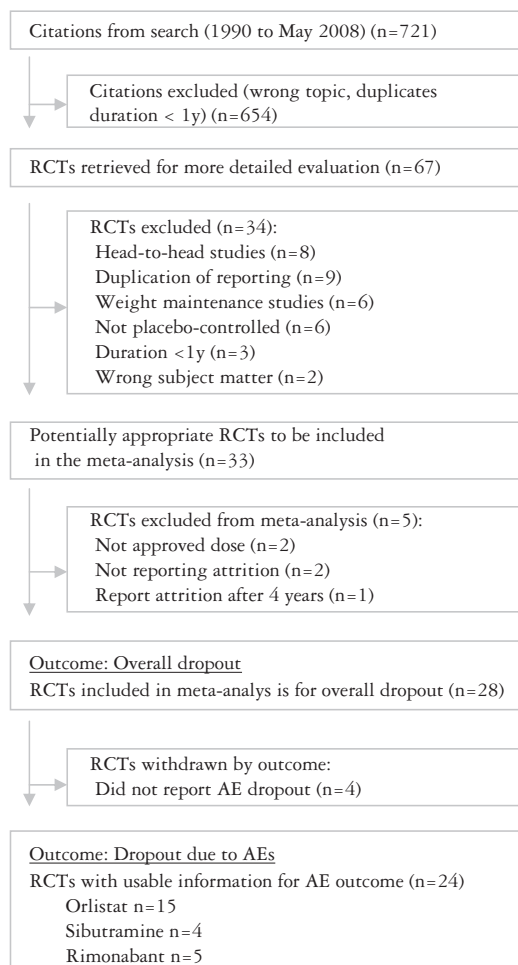 Citations from search (1990 to May 2008) (n=721)
Citations excluded (wrong topic, duplicates
duration < 1y) (n=654)
RCTs retrieved for more detailed evaluation (n=67)
RCTs excluded (n=34):
Head-to-head studies (n=8)
Duplication of reporting (n=9)
Weight maintenance studies (n=6)
Not placebo-controlled (n=6)
Duration <1y (n=3)
Wrong subject matter (n=2)
Potentially appropriate RCTs to be included
in the meta-analysis (n=33)
RCTs excluded from meta-analysis (n=5):
Not approved dose (n=2)
Not reporting attrition (n=2)
Report attrition after 4 years (n=1)
Outcome: Overall dropout
RCTs included in meta-analys is for overall dropout (n=28)
RCTs withdrawn by outcome:
Did not report AE dropout (n=4)
Outcome: Dropout due to AEs
RCTs with usable information for AE outcome (n=24)
Orlistat n=15
Sibutramine n=4
Rimonabant n=5